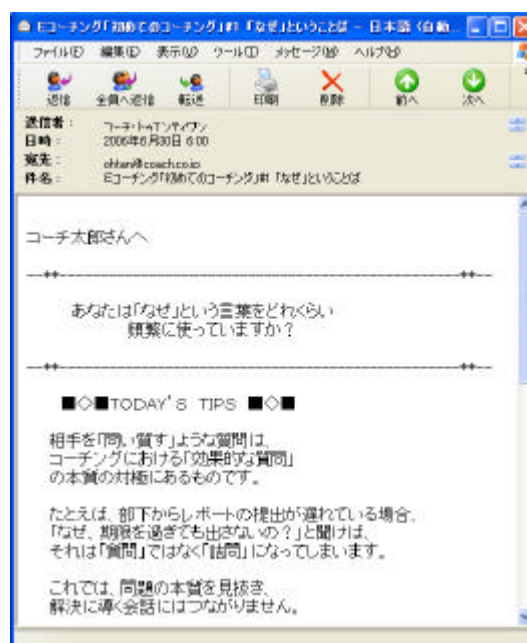 Eコーチング「初めてのコーチング」#1 「なぜ」ということば - 日本語 (自動...
ファイル(F) 編集(E) 表示(V) ツール(T) メッセージ(M) ヘルプ(H)
返信 全員へ返信 転送 印刷 削除 前へ 次へ
送信者： コーチ・トゥエンティワン
日時： 2006年6月30日 6:00
宛先：
件名： Eコーチング「初めてのコーチング」#1 「なぜ」ということば
コーチ太郎さんへ
あなたは「なぜ」という言葉をどれくらい
頻繁に使っていますか？
■◇■TODAY'S TIPS ■◇■
相手を「問い質す」ような質問は、
コーチングにおける「効果的な質問」
の本質の対極にあるものです。
たとえば、部下からレポートの提出が遅れている場合、
「なぜ、期限を過ぎても出さないの？」と聞けば、
それは「質問」ではなく「詰問」になってしまいます。
これでは、問題の本質を見抜き、
解決に導く会話にはつながりません。